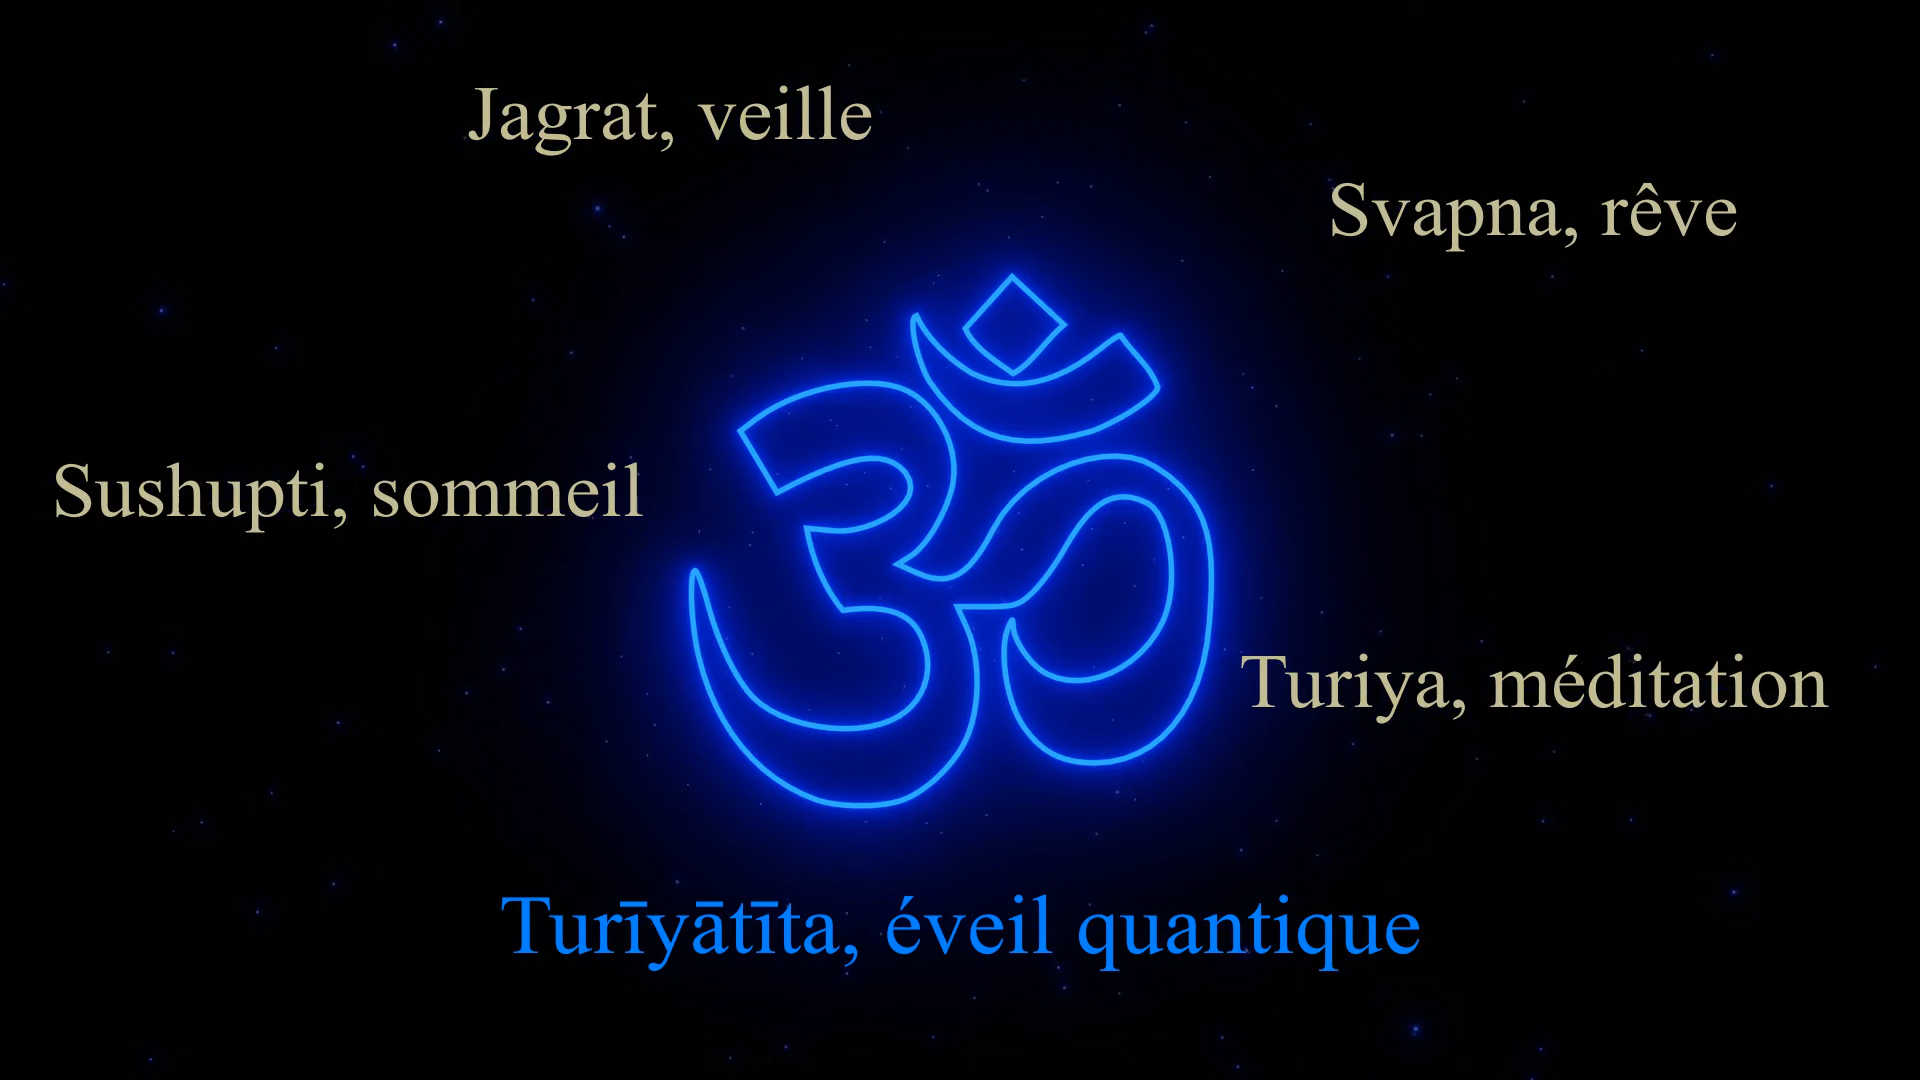 Jagrat, veille
Svapna, rêve
Sushupti, sommeil
Turiya, méditation
Turīyātīta, éveil quantique
ॐ